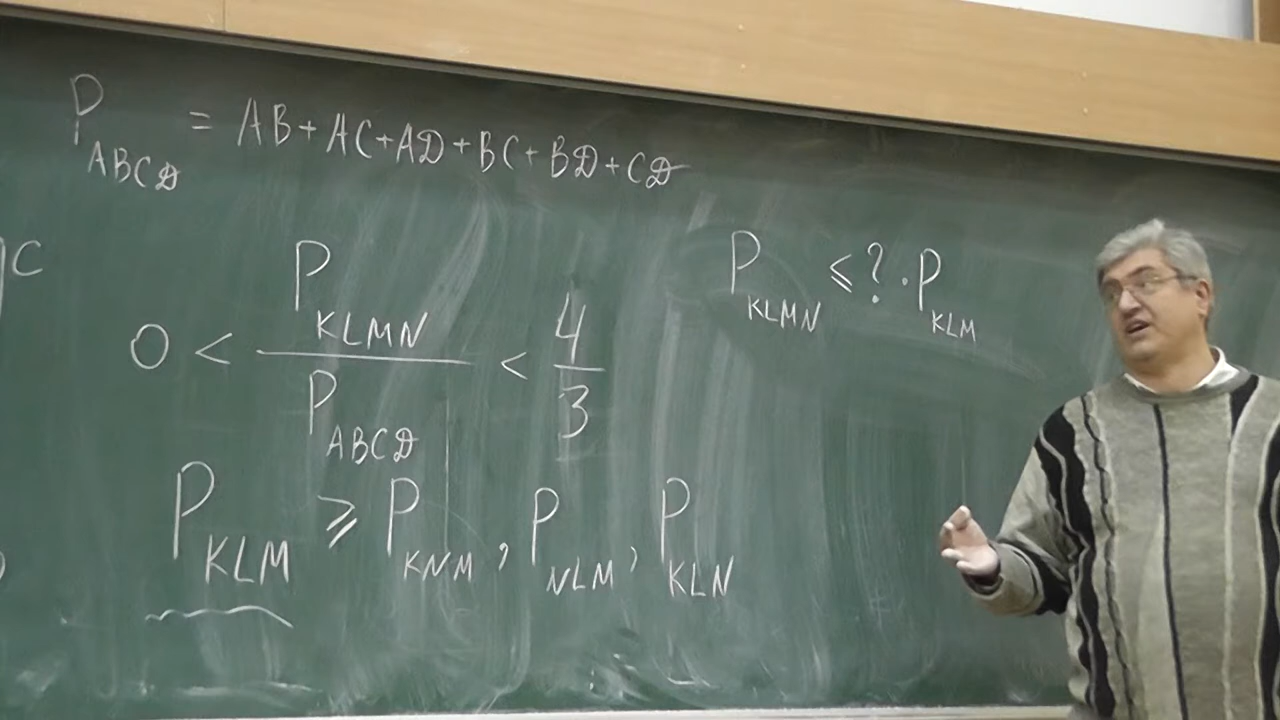 P_ABCD = AB+AC+AD+BC+BD+CD
C
0 < P_KLMN / P_ABCD < 4/3
P_KLMN ⩽ ? · P_KLM
P_KLM ⩾ P_KNM , P_NLM , P_KLN